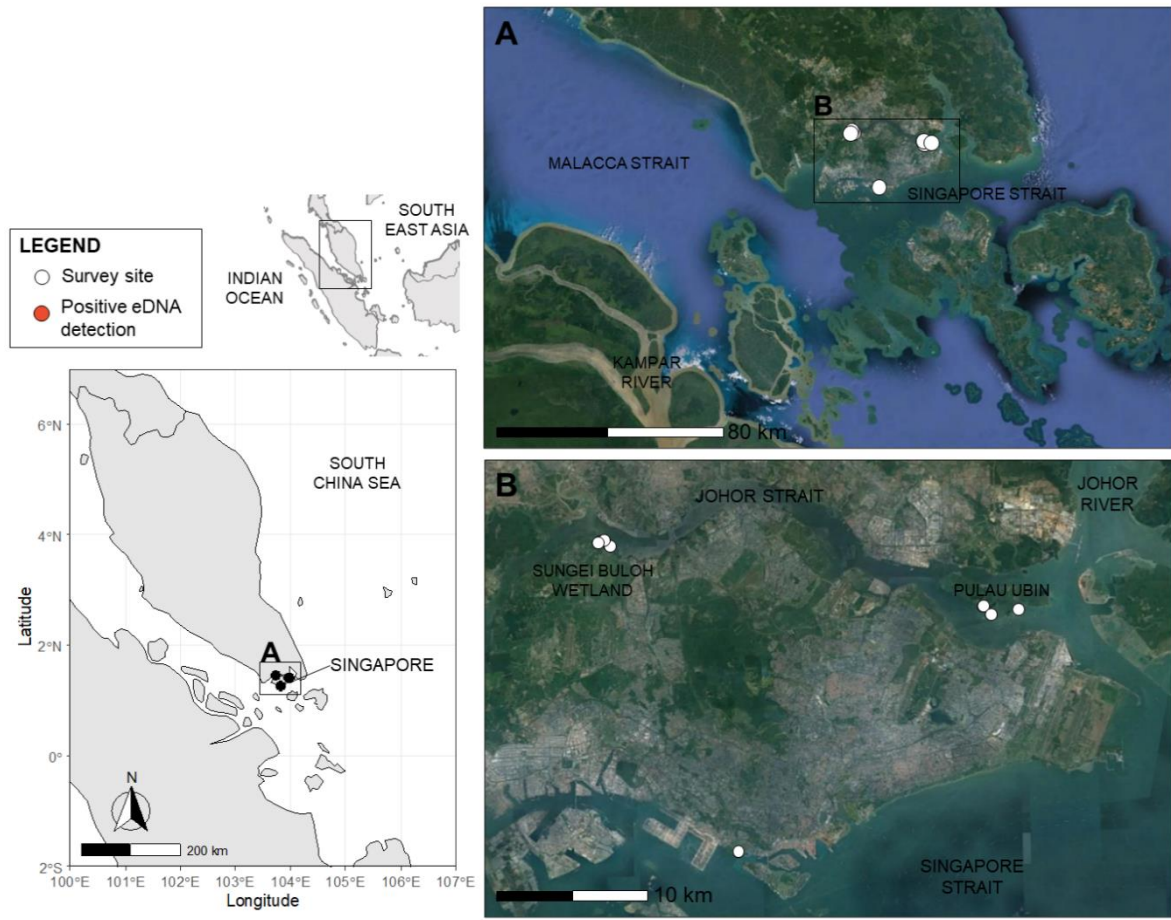 LEGEND
Survey site
Positive eDNA
detection
SOUTH
EAST ASIA
INDIAN
OCEAN
6°N
4°N
2°N
0°
2°S
Latitude
SOUTH
CHINA SEA
A
SINGAPORE
N
200 km
100°E
101°E
102°E
103°E
104°E
105°E
106°E
107°E
Longitude
A
B
MALACCA STRAIT
SINGAPORE STRAIT
KAMPAR
RIVER
80 km
B
JOHOR STRAIT
JOHOR
RIVER
SUNGEI BULOH
WETLAND
PULAU UBIN
SINGAPORE
STRAIT
10 km